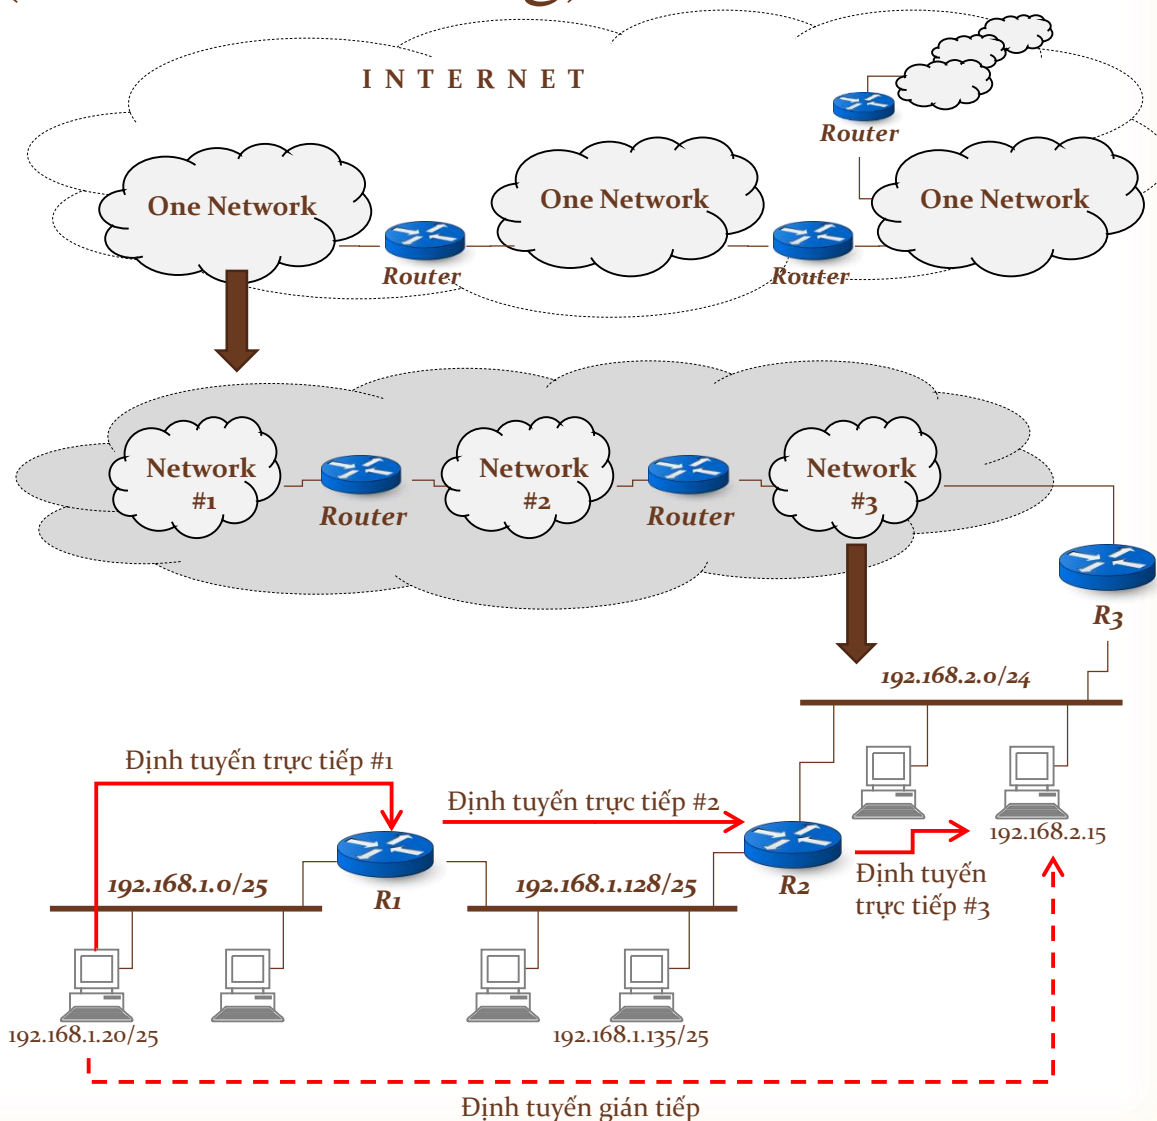 I N T E R N E T
Router
One Network
One Network
One Network
Router
Router
Network
#1
Network
#2
Network
#3
Router
Router
R3
192.168.2.0/24
Định tuyến trực tiếp #1
Định tuyến trực tiếp #2
192.168.2.15
192.168.1.0/25
R1
192.168.1.128/25
R2
Định tuyến
trực tiếp #3
192.168.1.20/25
192.168.1.135/25
Định tuyến gián tiếp